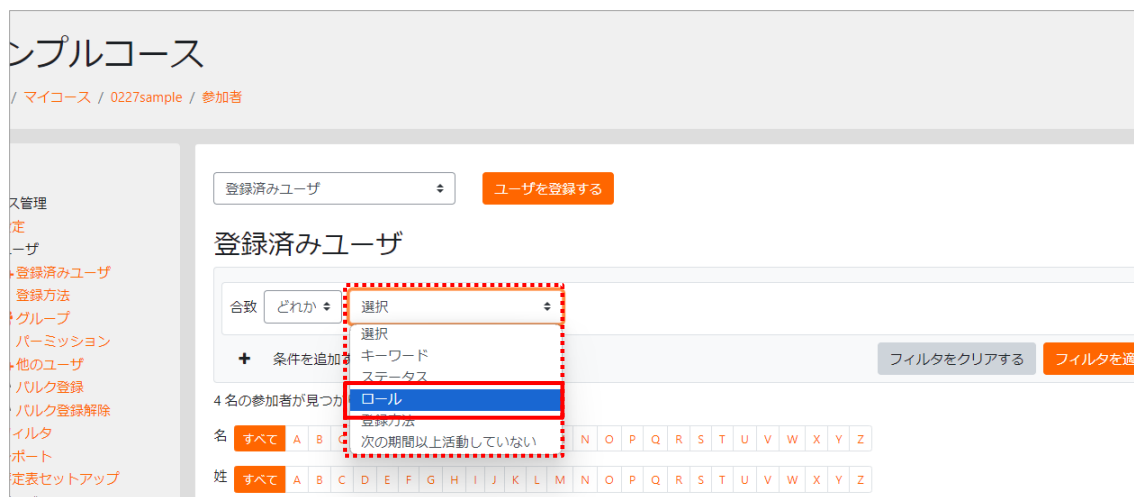 ンプルコース
/ マイコース / 0227sample / 参加者
登録済みユーザ
ユーザを登録する
ス管理
定
ーザ
登録済みユーザ
登録方法
グループ
パーミッション
他のユーザ
バルク登録
バルク登録解除
ィルタ
ポート
定表セットアップ
登録済みユーザ
合致 どれか 選択
選択
キーワード
ステータス
ロール
登録方法
次の期間以上活動していない
+ 条件を追加
フィルタをクリアする フィルタを適
4 名の参加者が見つか
名 すべて A B C N O P Q R S T U V W X Y Z
姓 すべて A B C D E F G H I J K L M N O P Q R S T U V W X Y Z